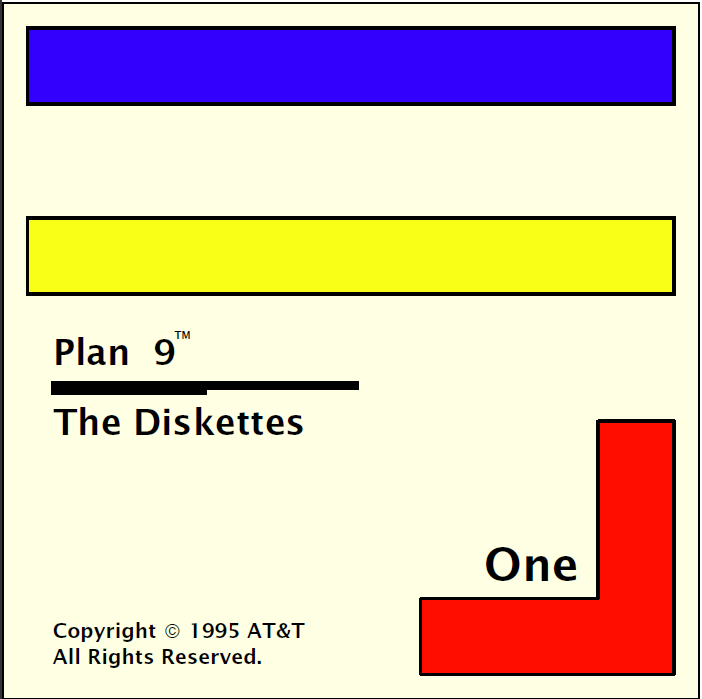 Plan 9™
The Diskettes
One
Copyright © 1995 AT&T
All Rights Reserved.